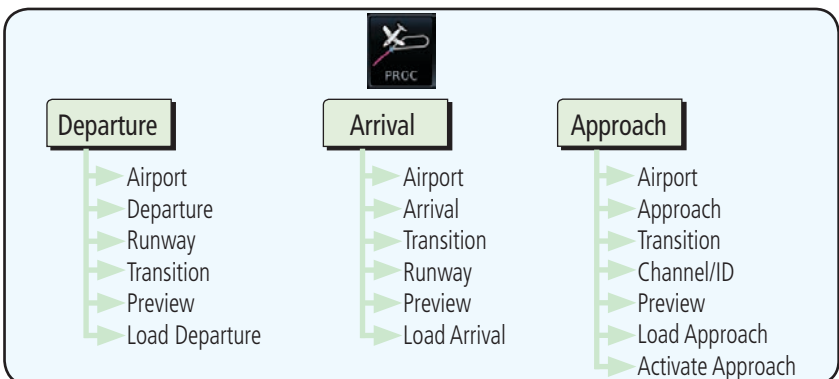 PROC
Departure
Airport
Departure
Runway
Transition
Preview
Load Departure
Arrival
Airport
Arrival
Transition
Runway
Preview
Load Arrival
Approach
Airport
Approach
Transition
Channel/ID
Preview
Load Approach
Activate Approach